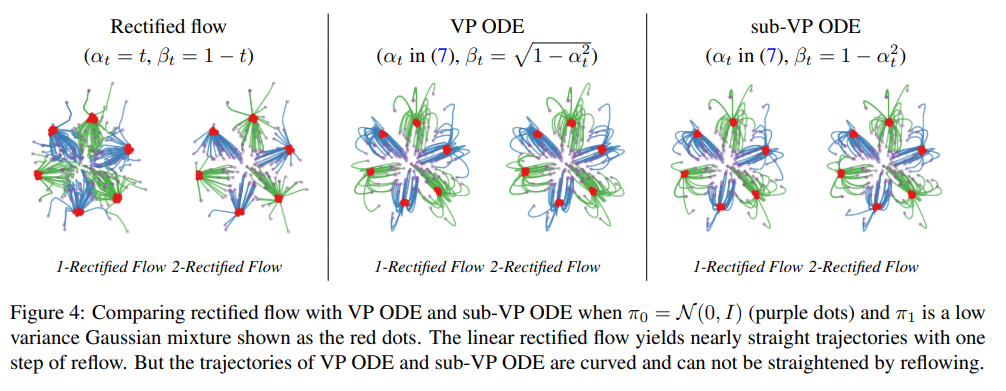 Rectified flow
(αₜ = t, βₜ = 1 − t)
1-Rectified Flow 2-Rectified Flow
VP ODE
(αₜ in (7), βₜ = √(1 − αₜ²))
1-Rectified Flow 2-Rectified Flow
sub-VP ODE
(αₜ in (7), βₜ = 1 − αₜ²)
1-Rectified Flow 2-Rectified Flow
Figure 4: Comparing rectified flow with VP ODE and sub-VP ODE when π₀ = 𝒩(0, I) (purple dots) and π₁ is a low
variance Gaussian mixture shown as the red dots. The linear rectified flow yields nearly straight trajectories with one
step of reflow. But the trajectories of VP ODE and sub-VP ODE are curved and can not be straightened by reflowing.